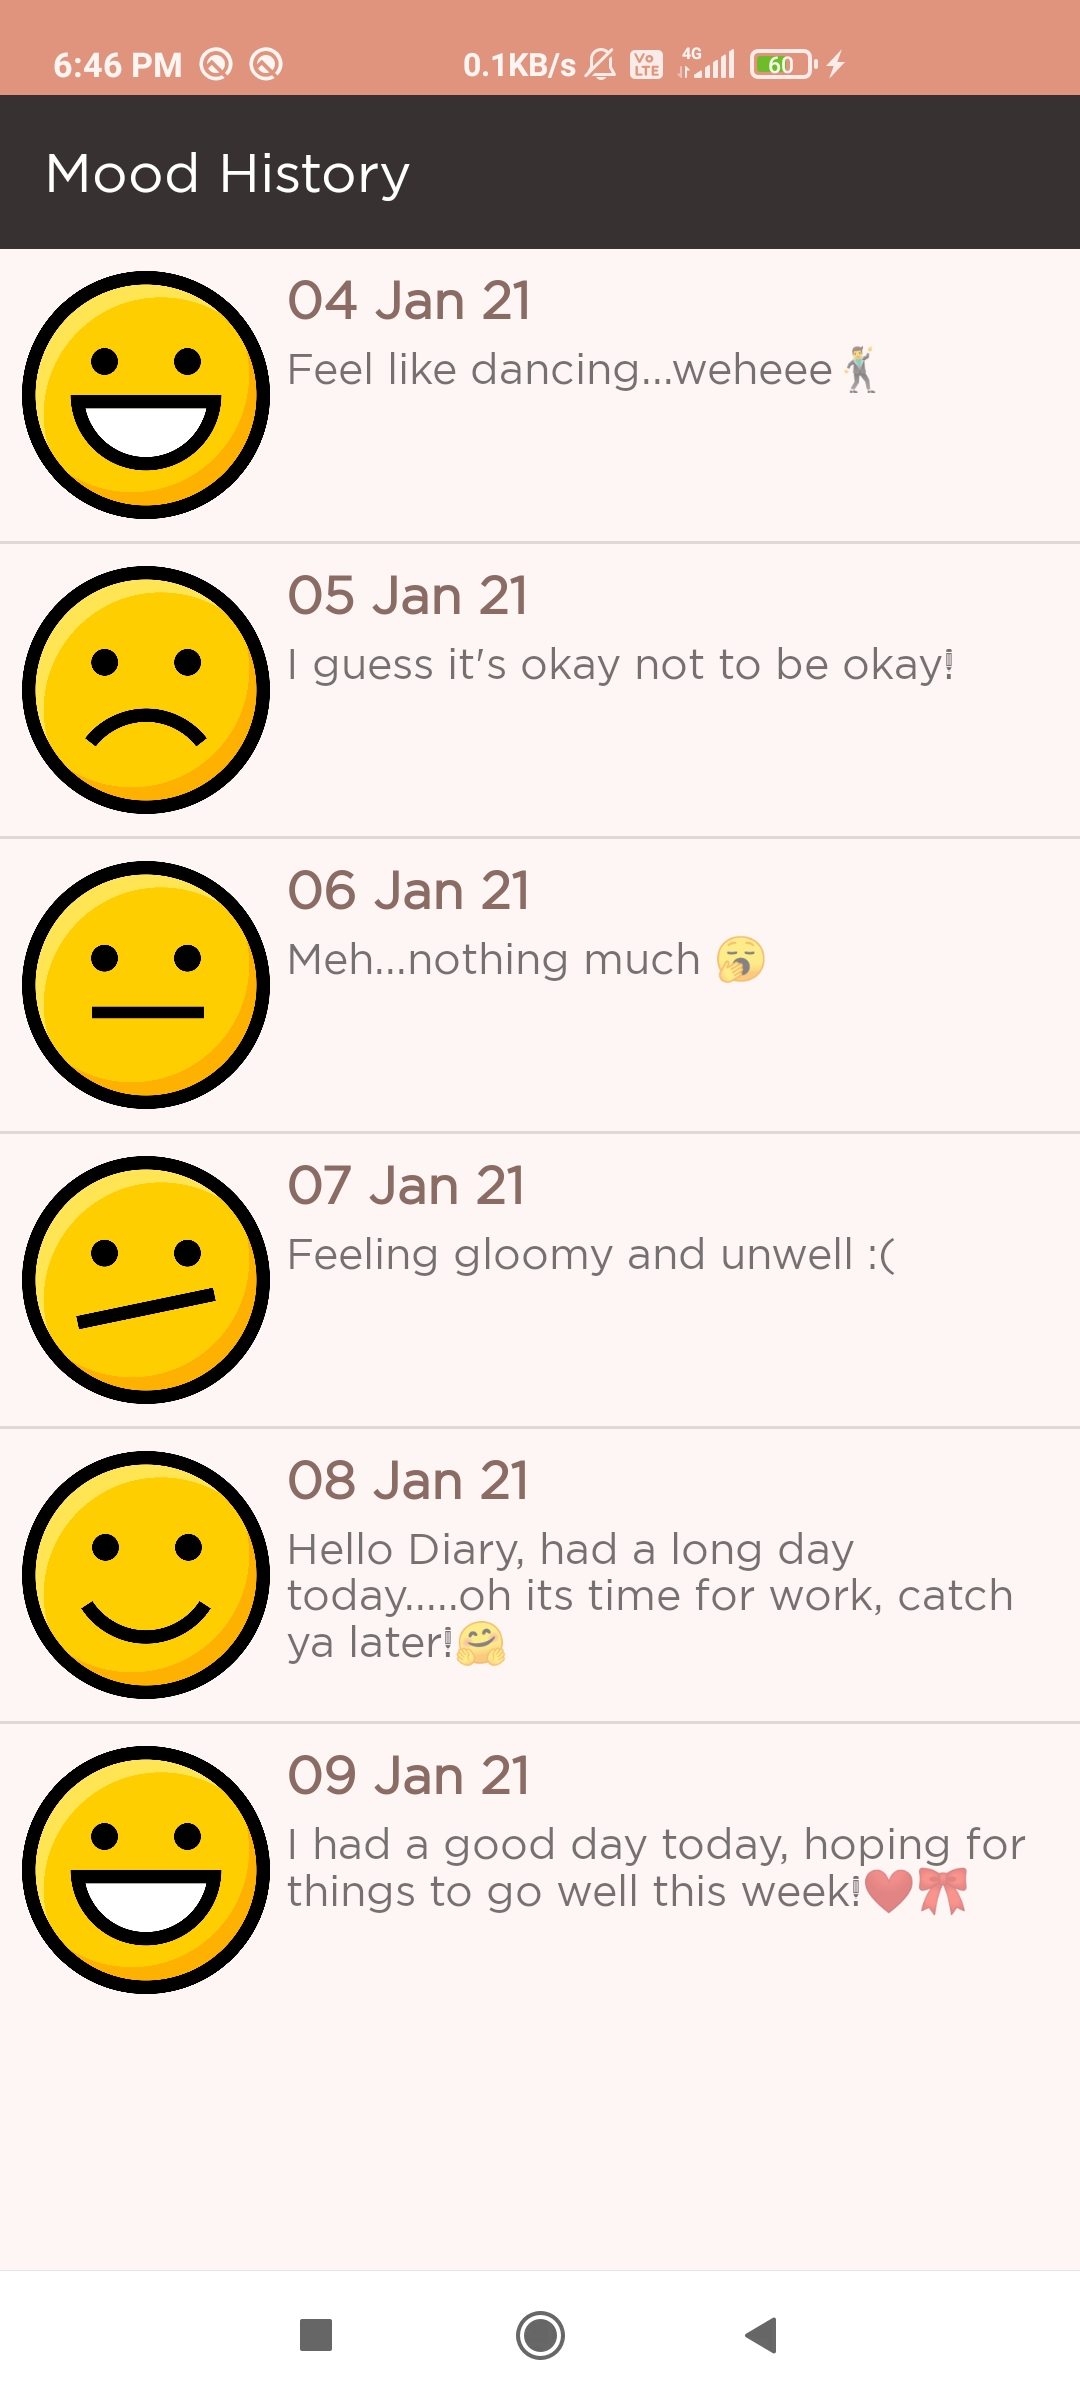 6:46 PM 0.1KB/s Vo LTE 4G 60
Mood History
04 Jan 21
Feel like dancing...weheee🕺
05 Jan 21
I guess it's okay not to be okay!
06 Jan 21
Meh...nothing much 🥱
07 Jan 21
Feeling gloomy and unwell :(
08 Jan 21
Hello Diary, had a long day
today.....oh its time for work, catch
ya later!🤗
09 Jan 21
I had a good day today, hoping for
things to go well this week!❤️🎀